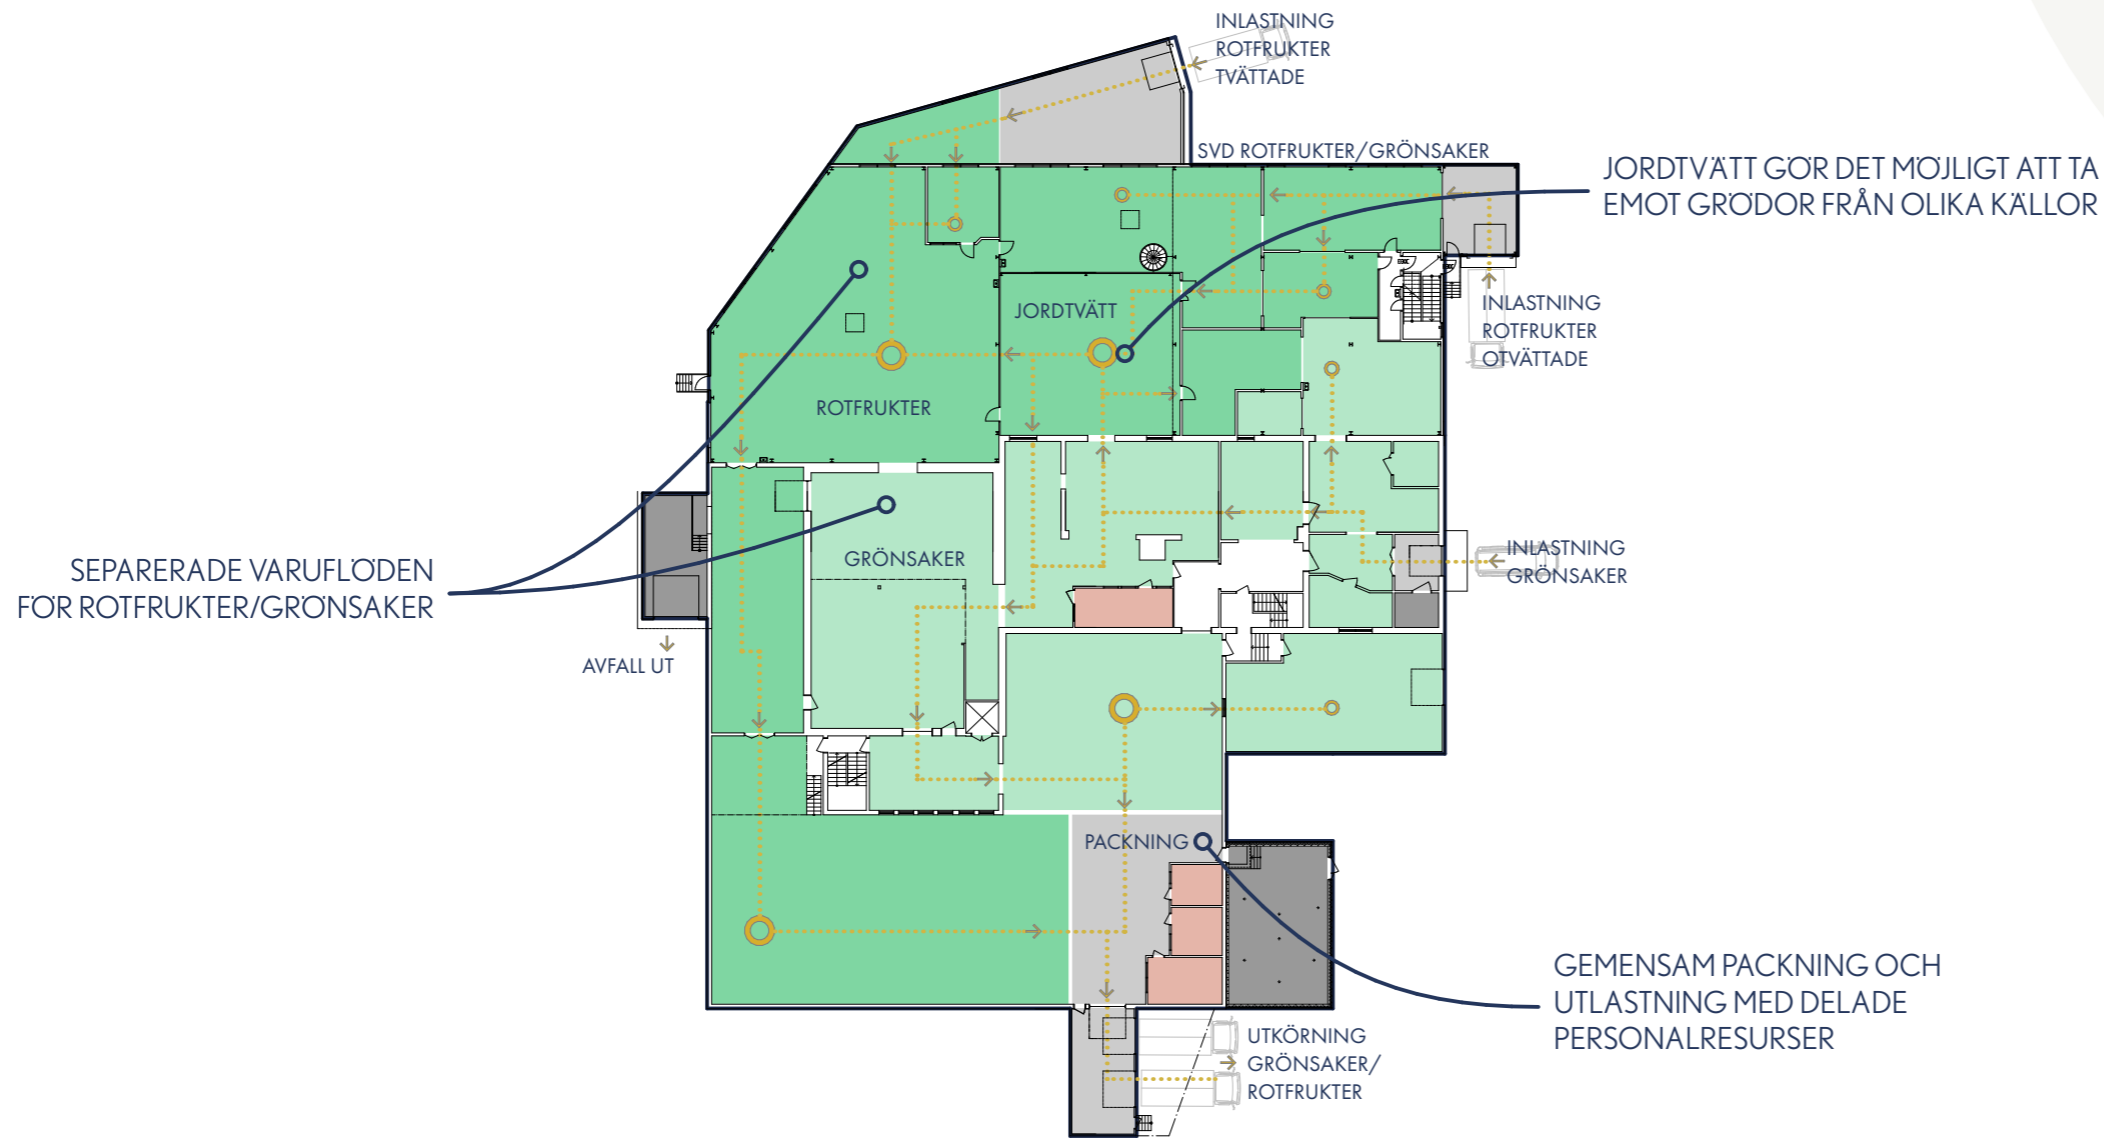 INLASTNING
ROTFRUKTER
TVÄTTADE
SVD ROTFRUKTER/GRÖNSAKER
JORDTVÄTT GÖR DET MÖJLIGT ATT TA
EMOT GRÖDOR FRÅN OLIKA KÄLLOR
INLASTNING
ROTFRUKTER
OTVÄTTADE
JORDTVÄTT
ROTFRUKTER
GRÖNSAKER
INLASTNING
GRÖNSAKER
SEPARERADE VARUFLÖDEN
FÖR ROTFRUKTER/GRÖNSAKER
AVFALL UT
PACKNING
GEMENSAM PACKNING OCH
UTLASTNING MED DELADE
PERSONALRESURSER
UTKÖRNING
GRÖNSAKER/
ROTFRUKTER